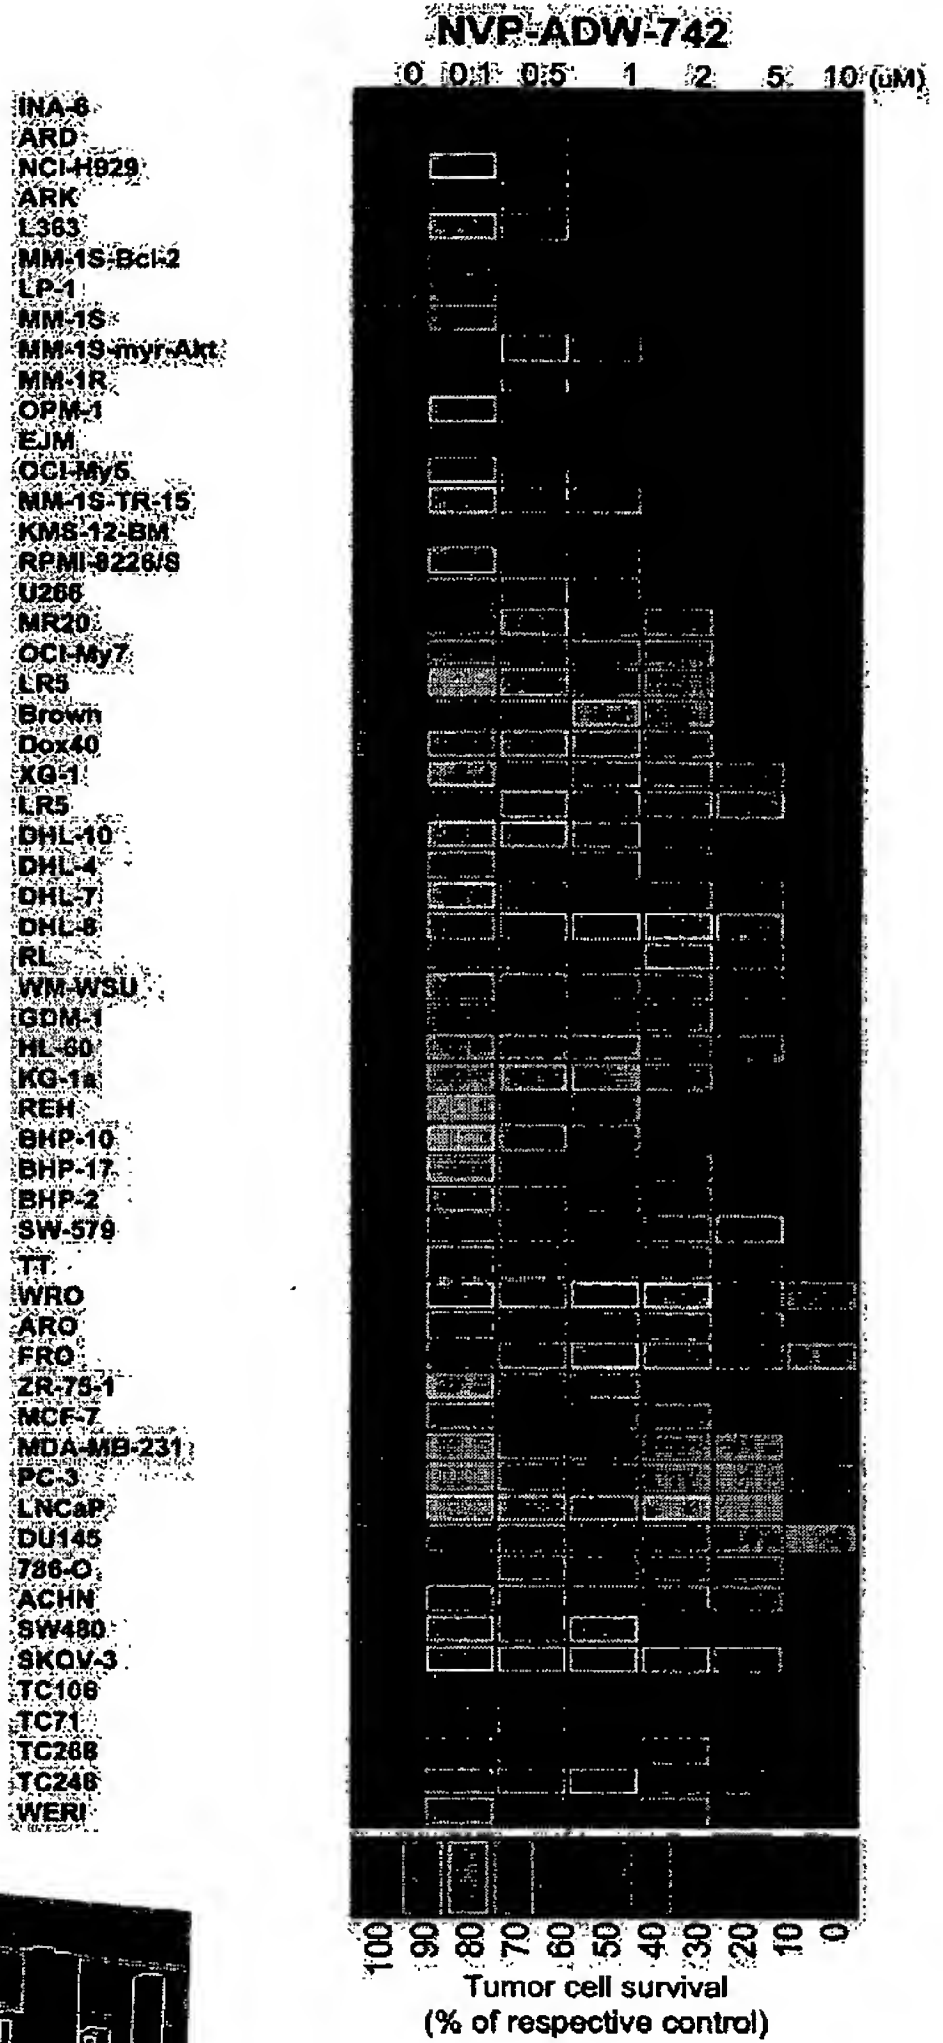 NVP-ADW-742
0 0.1 0.5 1 2 5 10 (uM)
INA-6
ARD
NCI-H929
ARK
L363
MM-1S-Bcl-2
LP-1
MM-1S
MM-1S-myr-Akt
MM-1R
OPM-1
EJM
OCI-My5
MM-1S-TR-15
KMS-12-BM
RPMI-8226/S
U266
MR20
OCI-My7
LR5
Brown
Dox40
XG-1
LR5
DHL-10
DHL-4
DHL-7
DHL-8
RL
WM-WSU
GDM-1
HL-60
KG-1a
REH
BHP-10
BHP-17
BHP-2
SW-579
TT
WRO
ARO
FRO
ZR-75-1
MCF-7
MDA-MB-231
PC-3
LNCaP
DU145
786-O
ACHN
SW480
SKOV-3
TC106
TC71
TC268
TC248
WERI
100 90 80 70 60 50 40 30 20 10 0
Tumor cell survival
(% of respective control)